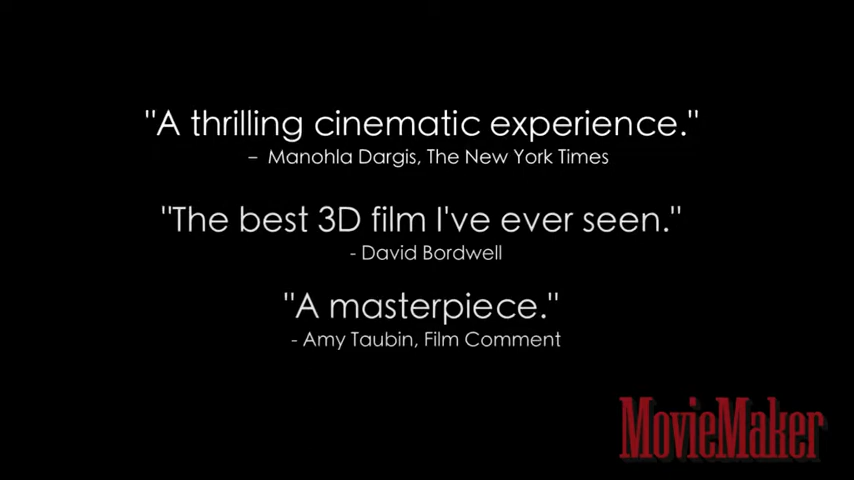 "A thrilling cinematic experience."
– Manohla Dargis, The New York Times
"The best 3D film I've ever seen."
- David Bordwell
"A masterpiece."
- Amy Taubin, Film Comment
MovieMaker